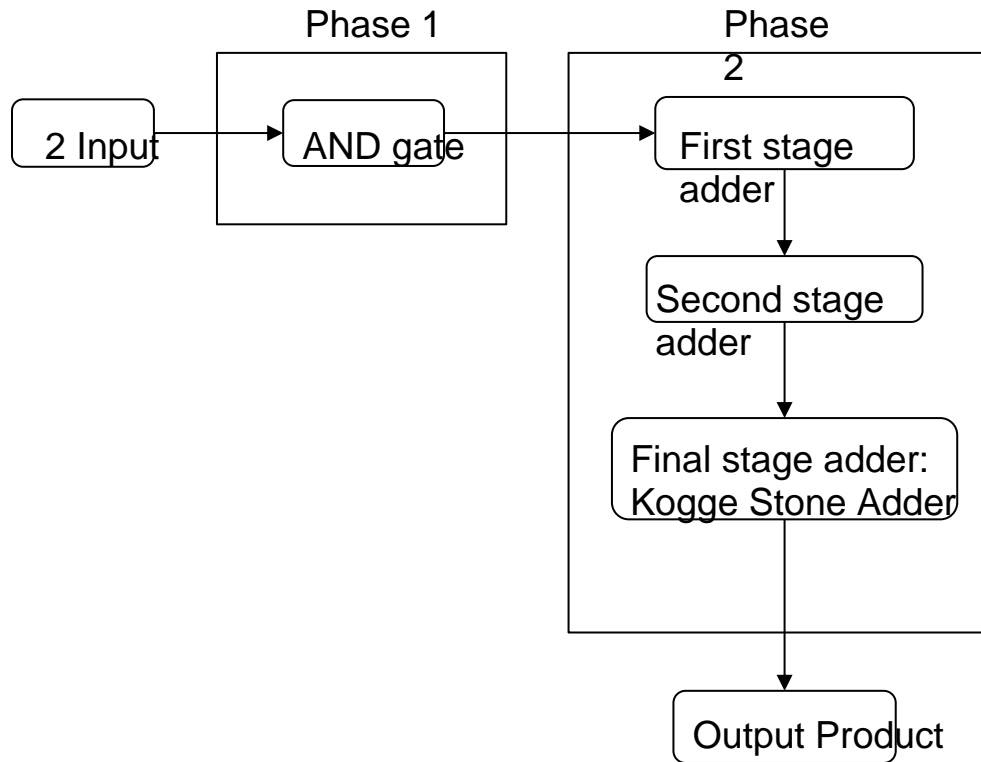 Phase 1
Phase
2
2 Input
AND gate
First stage
adder
Second stage
adder
Final stage adder:
Kogge Stone Adder
Output Product